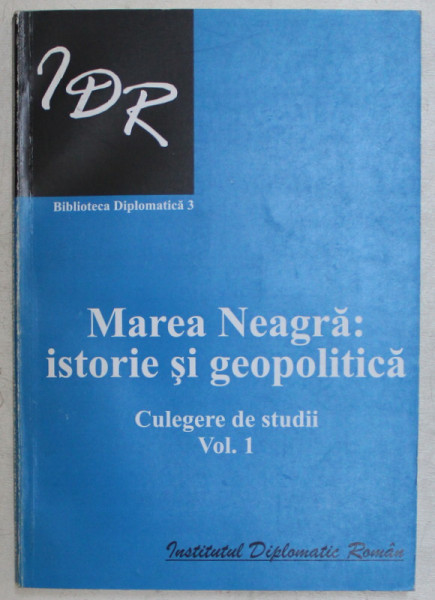 IDR
Biblioteca Diplomatică 3
Marea Neagră:
istorie şi geopolitică
Culegere de studii
Vol. 1
Institutul Diplomatic Român